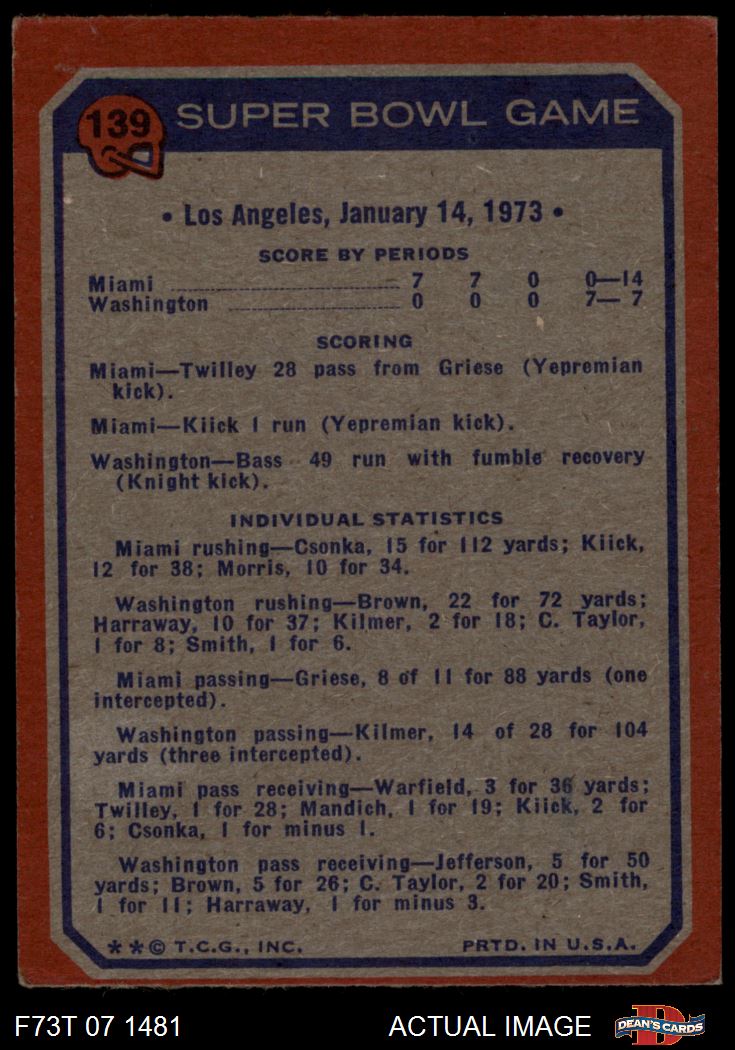 139
SUPER BOWL GAME
• Los Angeles, January 14, 1973 •
SCORE BY PERIODS
Miami 7 7 0 0—14
Washington 0 0 0 7— 7
SCORING
Miami—Twilley 28 pass from Griese (Yepremian
kick).
Miami—Kiick 1 run (Yepremian kick).
Washington—Bass 49 run with fumble recovery
(Knight kick).
INDIVIDUAL STATISTICS
Miami rushing—Csonka, 15 for 112 yards; Kiick,
12 for 38; Morris, 10 for 34.
Washington rushing—Brown, 22 for 72 yards;
Harraway, 10 for 37; Kilmer, 2 for 18; C. Taylor,
1 for 8; Smith, 1 for 6.
Miami passing—Griese, 8 of 11 for 88 yards (one
intercepted).
Washington passing—Kilmer, 14 of 28 for 104
yards (three intercepted).
Miami pass receiving—Warfield, 3 for 36 yards;
Twilley, 1 for 28; Mandich, 1 for 19; Kiick, 2 for
6; Csonka, 1 for minus 1.
Washington pass receiving—Jefferson, 5 for 50
yards; Brown, 5 for 26; C. Taylor, 2 for 20; Smith,
1 for 11; Harraway, 1 for minus 3.
**© T.C.G., INC. PRTD. IN U.S.A.
F73T 07 1481 ACTUAL IMAGE D DEAN'S CARDS